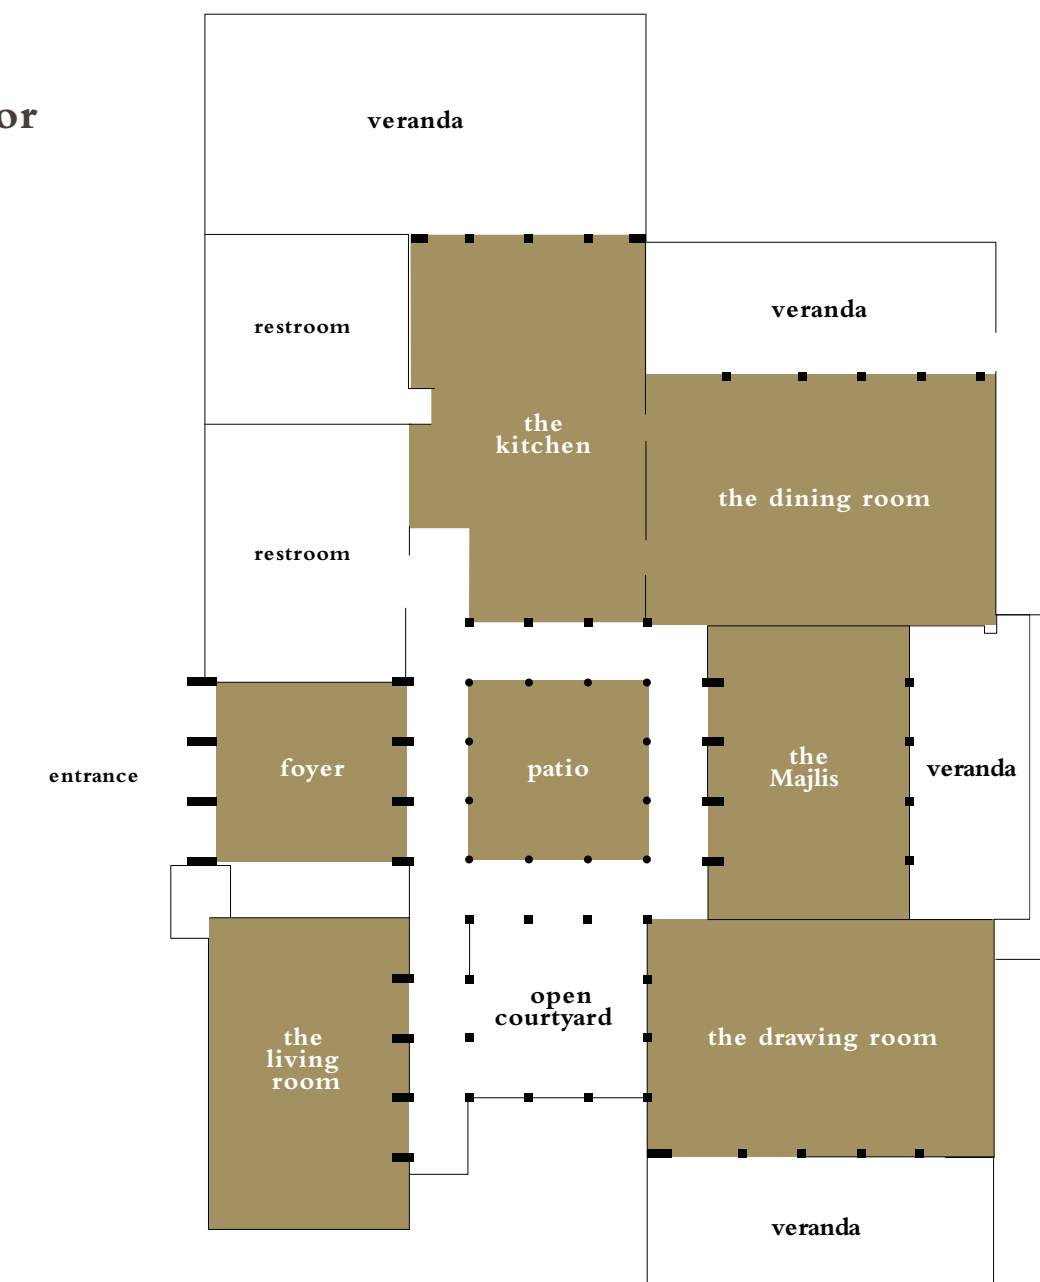 or
veranda
veranda
restroom
the
kitchen
the dining room
restroom
entrance
foyer
patio
the
Majlis
veranda
open
courtyard
the
living
room
the drawing room
veranda